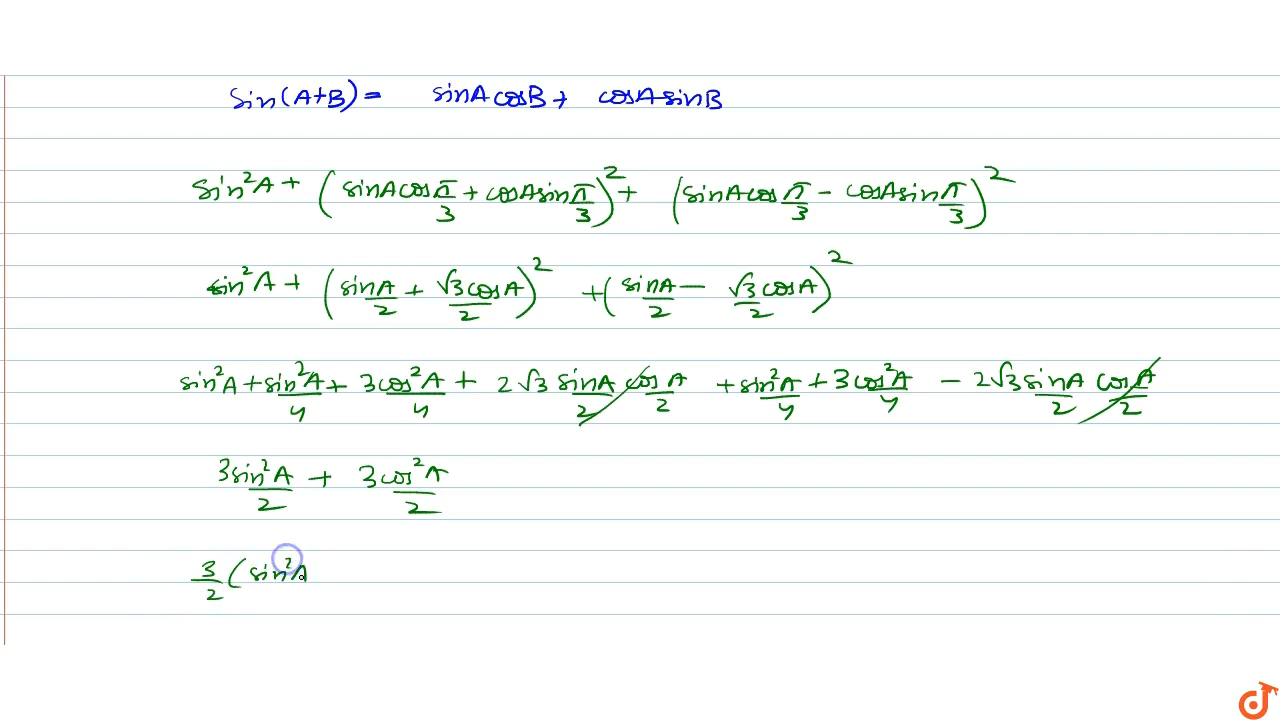 sin(A+B) = sinA cosB + cosA sinB
sin²A + (sinA cos π/3 + cosA sin π/3)² + (sinA cos π/3 - cosA sin π/3)²
sin²A + (sinA/2 + √3 cosA/2)² + (sinA/2 - √3 cosA/2)²
sin²A + sin²A/4 + 3cos²A/4 + 2√3 sinA/2 cosA/2 + sin²A/4 + 3cos²A/4 - 2√3 sinA/2 cosA/2
3sin²A/2 + 3cos²A/2
3/2 (sin²A